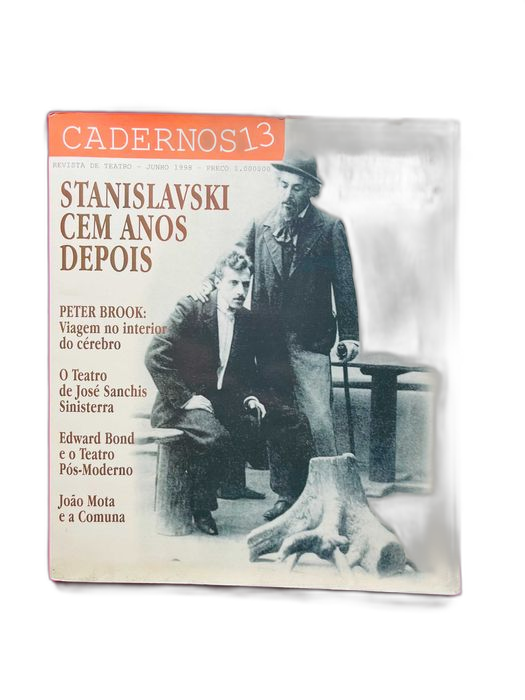 CADERNOS13
REVISTA DE TEATRO - JUNHO 1998 - PREÇO 1.000$00
STANISLAVSKI
CEM ANOS
DEPOIS
PETER BROOK:
Viagem no interior
do cérebro
O Teatro
de José Sanchis
Sinisterra
Edward Bond
e o Teatro
Pós-Moderno
João Mota
e a Comuna